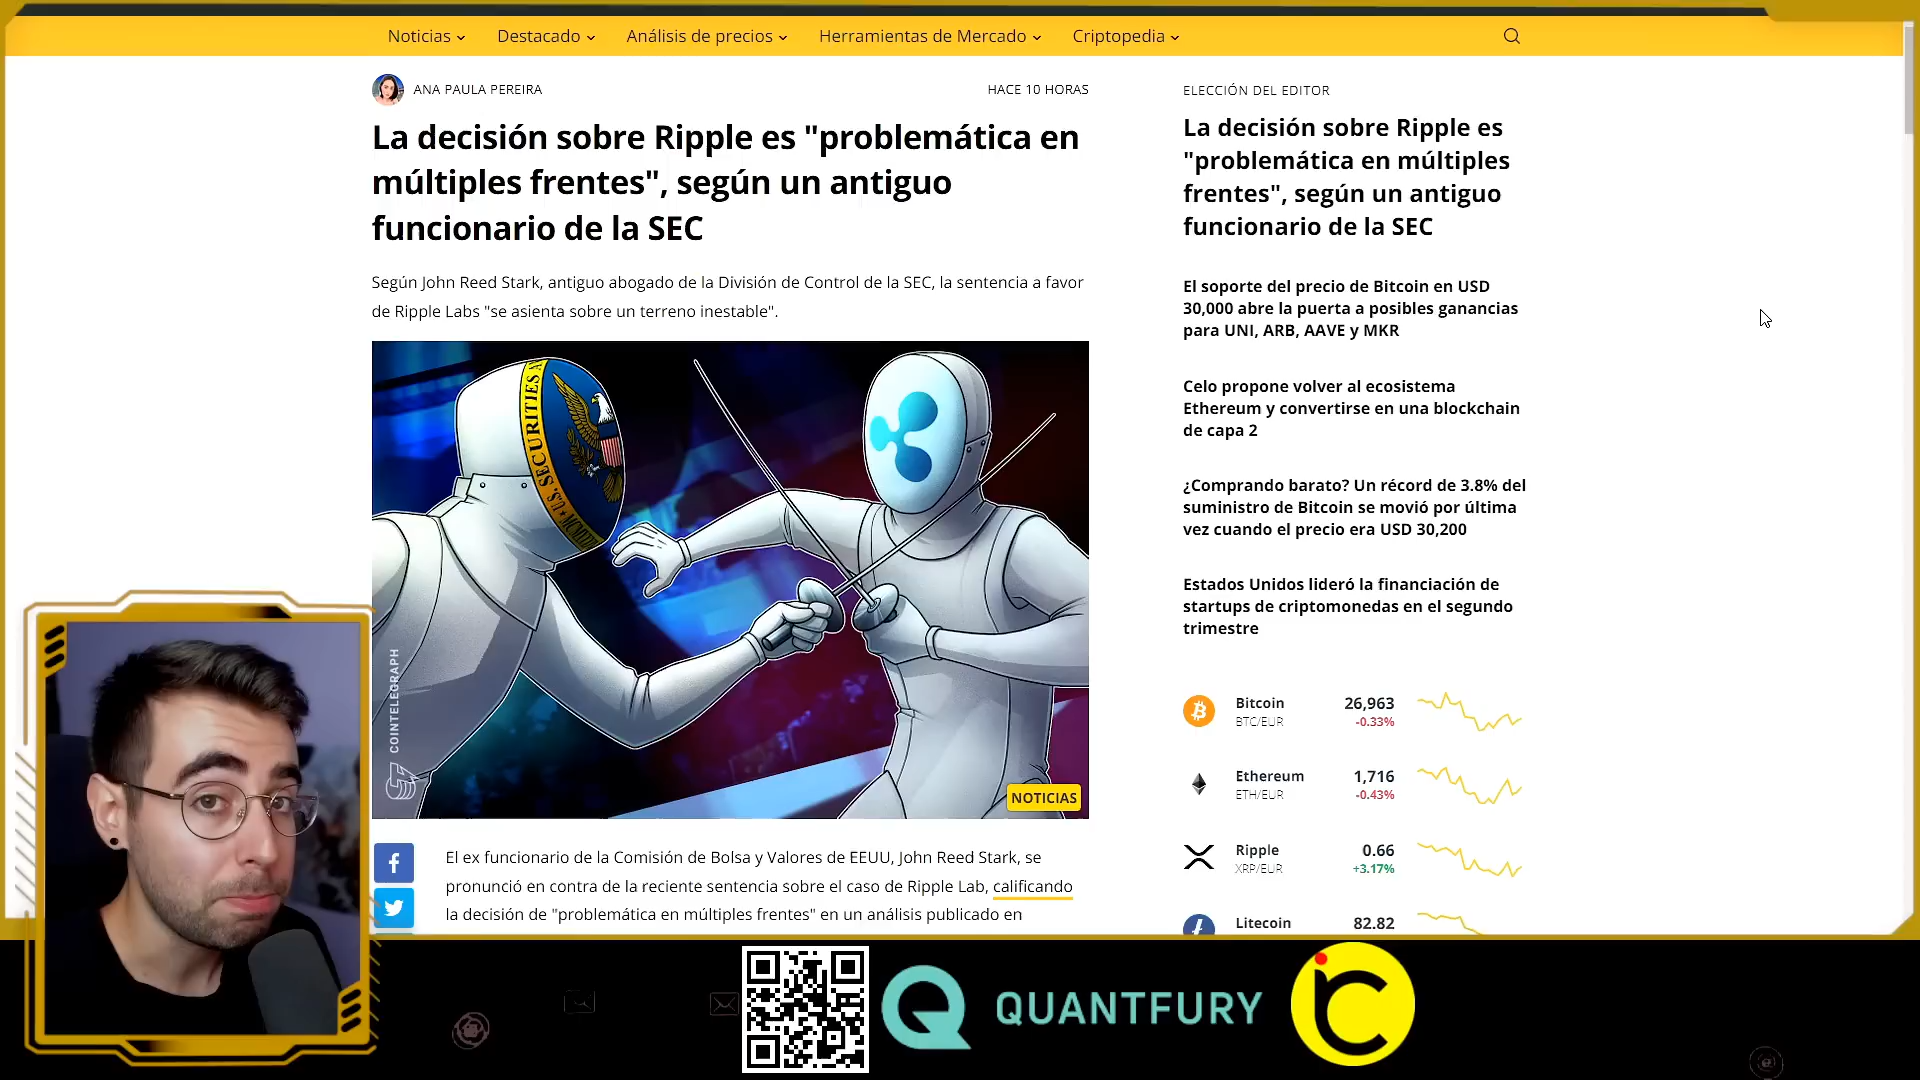 Noticias
Destacado
Análisis de precios
Herramientas de Mercado
Criptopedia
ANA PAULA PEREIRA
HACE 10 HORAS
La decisión sobre Ripple es "problemática en
múltiples frentes", según un antiguo
funcionario de la SEC
Según John Reed Stark, antiguo abogado de la División de Control de la SEC, la sentencia a favor
de Ripple Labs "se asienta sobre un terreno inestable".
U.S. SECURITIES A
COINTELEGRAPH
NOTICIAS
El ex funcionario de la Comisión de Bolsa y Valores de EEUU, John Reed Stark, se
pronunció en contra de la reciente sentencia sobre el caso de Ripple Lab, calificando
la decisión de "problemática en múltiples frentes" en un análisis publicado en
ELECCIÓN DEL EDITOR
La decisión sobre Ripple es
"problemática en múltiples
frentes", según un antiguo
funcionario de la SEC
El soporte del precio de Bitcoin en USD
30,000 abre la puerta a posibles ganancias
para UNI, ARB, AAVE y MKR
Celo propone volver al ecosistema
Ethereum y convertirse en una blockchain
de capa 2
¿Comprando barato? Un récord de 3.8% del
suministro de Bitcoin se movió por última
vez cuando el precio era USD 30,200
Estados Unidos lideró la financiación de
startups de criptomonedas en el segundo
trimestre
Bitcoin 26,963
BTC/EUR -0.33%
Ethereum 1,716
ETH/EUR -0.43%
Ripple 0.66
XRP/EUR +3.17%
Litecoin 82.82
QUANTFURY